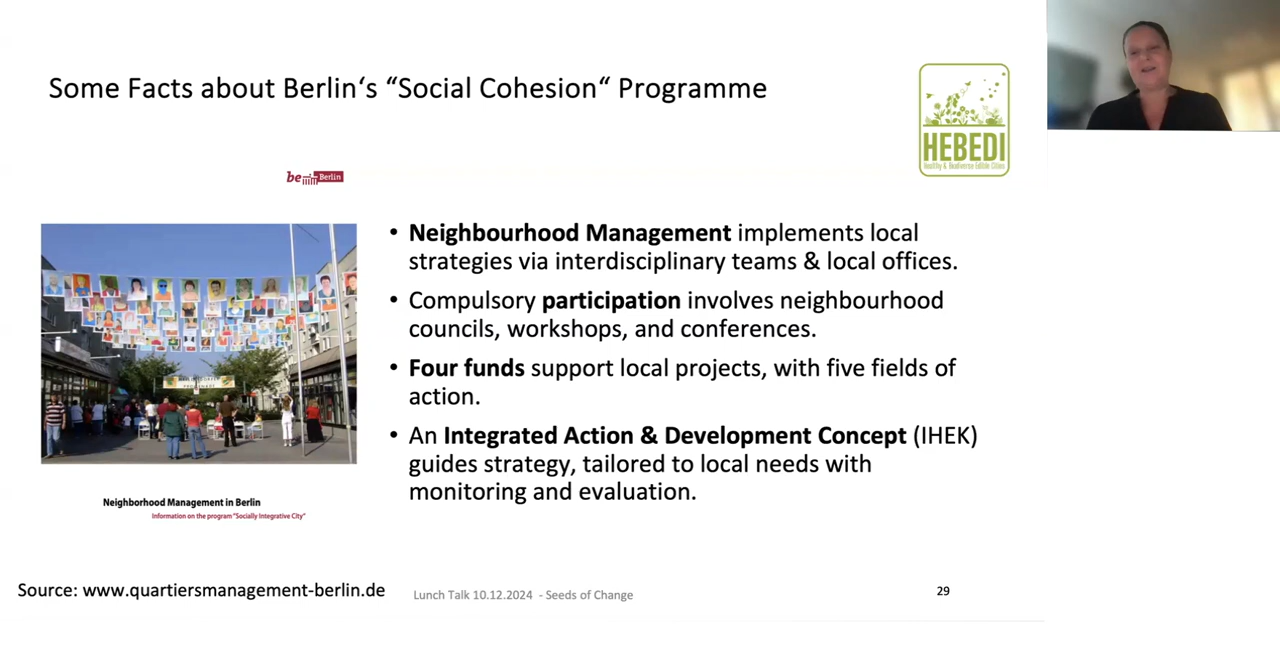 Some Facts about Berlin‘s “Social Cohesion“ Programme
HEBEDI
Healthy & Biodiverse Edible Cities
be Berlin
• Neighbourhood Management implements local
strategies via interdisciplinary teams & local offices.
• Compulsory participation involves neighbourhood
councils, workshops, and conferences.
• Four funds support local projects, with five fields of
action.
• An Integrated Action & Development Concept (IHEK)
guides strategy, tailored to local needs with
monitoring and evaluation.
Neighborhood Management in Berlin
Information on the program “Socially Integrative City”
Source: www.quartiersmanagement-berlin.de
Lunch Talk 10.12.2024 - Seeds of Change
29